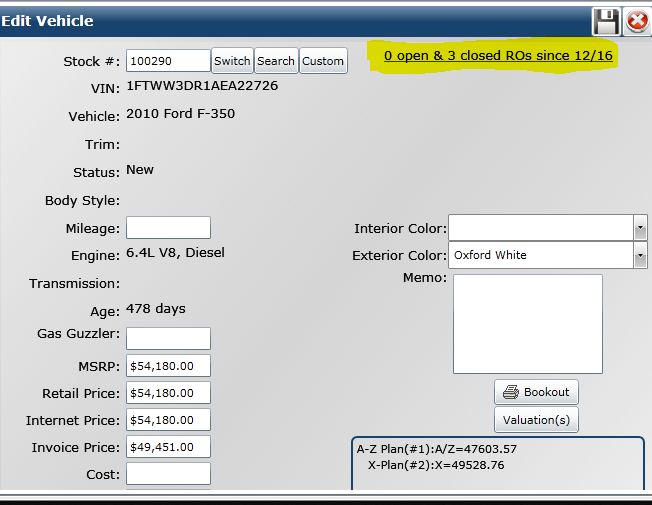 Edit Vehicle
Stock #: 100290 Switch Search Custom 0 open & 3 closed ROs since 12/16
VIN: 1FTWW3DR1AEA22726
Vehicle: 2010 Ford F-350
Trim:
Status: New
Body Style:
Mileage: Interior Color:
Engine: 6.4L V8, Diesel Exterior Color: Oxford White
Transmission: Memo:
Age: 478 days
Gas Guzzler:
MSRP: $54,180.00
Retail Price: $54,180.00 Bookout
Internet Price: $54,180.00 Valuation(s)
Invoice Price: $49,451.00 A-Z Plan(#1):A/Z=47603.57
X-Plan(#2):X=49528.76
Cost: